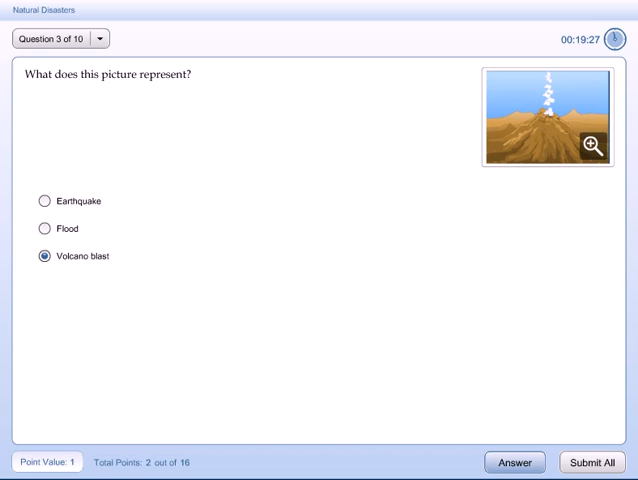 Natural Disasters
Question 3 of 10
00:19:27
What does this picture represent?
Earthquake
Flood
Volcano blast
Point Value: 1
Total Points: 2 out of 16
Answer
Submit All